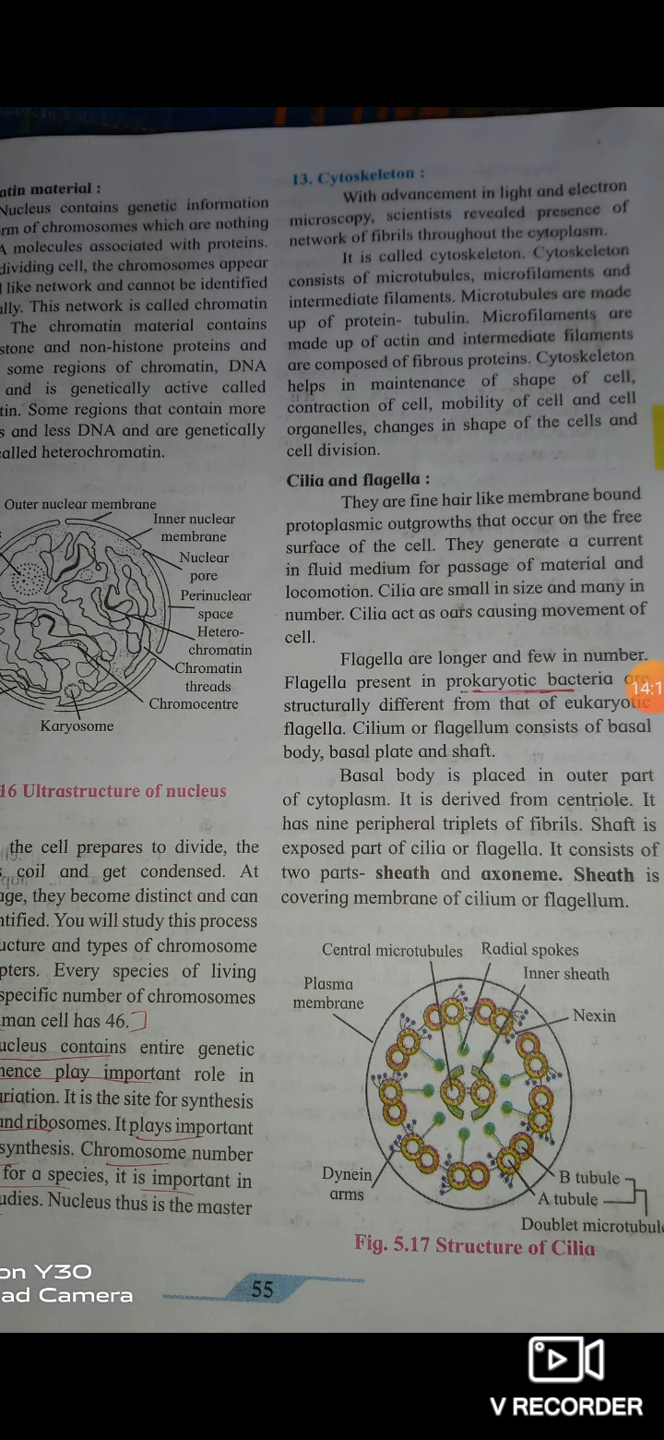 atin material :
Nucleus contains genetic information
rm of chromosomes which are nothing
A molecules associated with proteins.
dividing cell, the chromosomes appear
l like network and cannot be identified
ally. This network is called chromatin
The chromatin material contains
stone and non-histone proteins and
some regions of chromatin, DNA
and is genetically active called
tin. Some regions that contain more
s and less DNA and are genetically
called heterochromatin.
Outer nuclear membrane
Inner nuclear
membrane
Nuclear
pore
Perinuclear
space
Hetero-
chromatin
Chromatin
threads
Chromocentre
Karyosome
16 Ultrastructure of nucleus
the cell prepares to divide, the
coil and get condensed. At
age, they become distinct and can
ntified. You will study this process
ucture and types of chromosome
pters. Every species of living
specific number of chromosomes
man cell has 46.
ucleus contains entire genetic
hence play important role in
ariation. It is the site for synthesis
and ribosomes. It plays important
synthesis. Chromosome number
for a species, it is important in
udies. Nucleus thus is the master
13. Cytoskeleton :
With advancement in light and electron
microscopy, scientists revealed presence of
network of fibrils throughout the cytoplasm.
It is called cytoskeleton. Cytoskeleton
consists of microtubules, microfilaments and
intermediate filaments. Microtubules are made
up of protein- tubulin. Microfilaments are
made up of actin and intermediate filaments
are composed of fibrous proteins. Cytoskeleton
helps in maintenance of shape of cell,
contraction of cell, mobility of cell and cell
organelles, changes in shape of the cells and
cell division.
Cilia and flagella :
They are fine hair like membrane bound
protoplasmic outgrowths that occur on the free
surface of the cell. They generate a current
in fluid medium for passage of material and
locomotion. Cilia are small in size and many in
number. Cilia act as oars causing movement of
cell.
Flagella are longer and few in number.
Flagella present in prokaryotic bacteria are
structurally different from that of eukaryotic
flagella. Cilium or flagellum consists of basal
body, basal plate and shaft.
Basal body is placed in outer part
of cytoplasm. It is derived from centriole. It
has nine peripheral triplets of fibrils. Shaft is
exposed part of cilia or flagella. It consists of
two parts- sheath and axoneme. Sheath is
covering membrane of cilium or flagellum.
Central microtubules
Radial spokes
Inner sheath
Plasma
membrane
Nexin
Dynein
arms
B tubule
A tubule
Doublet microtubule
Fig. 5.17 Structure of Cilia
55
14:1
on Y30
ad Camera
V RECORDER